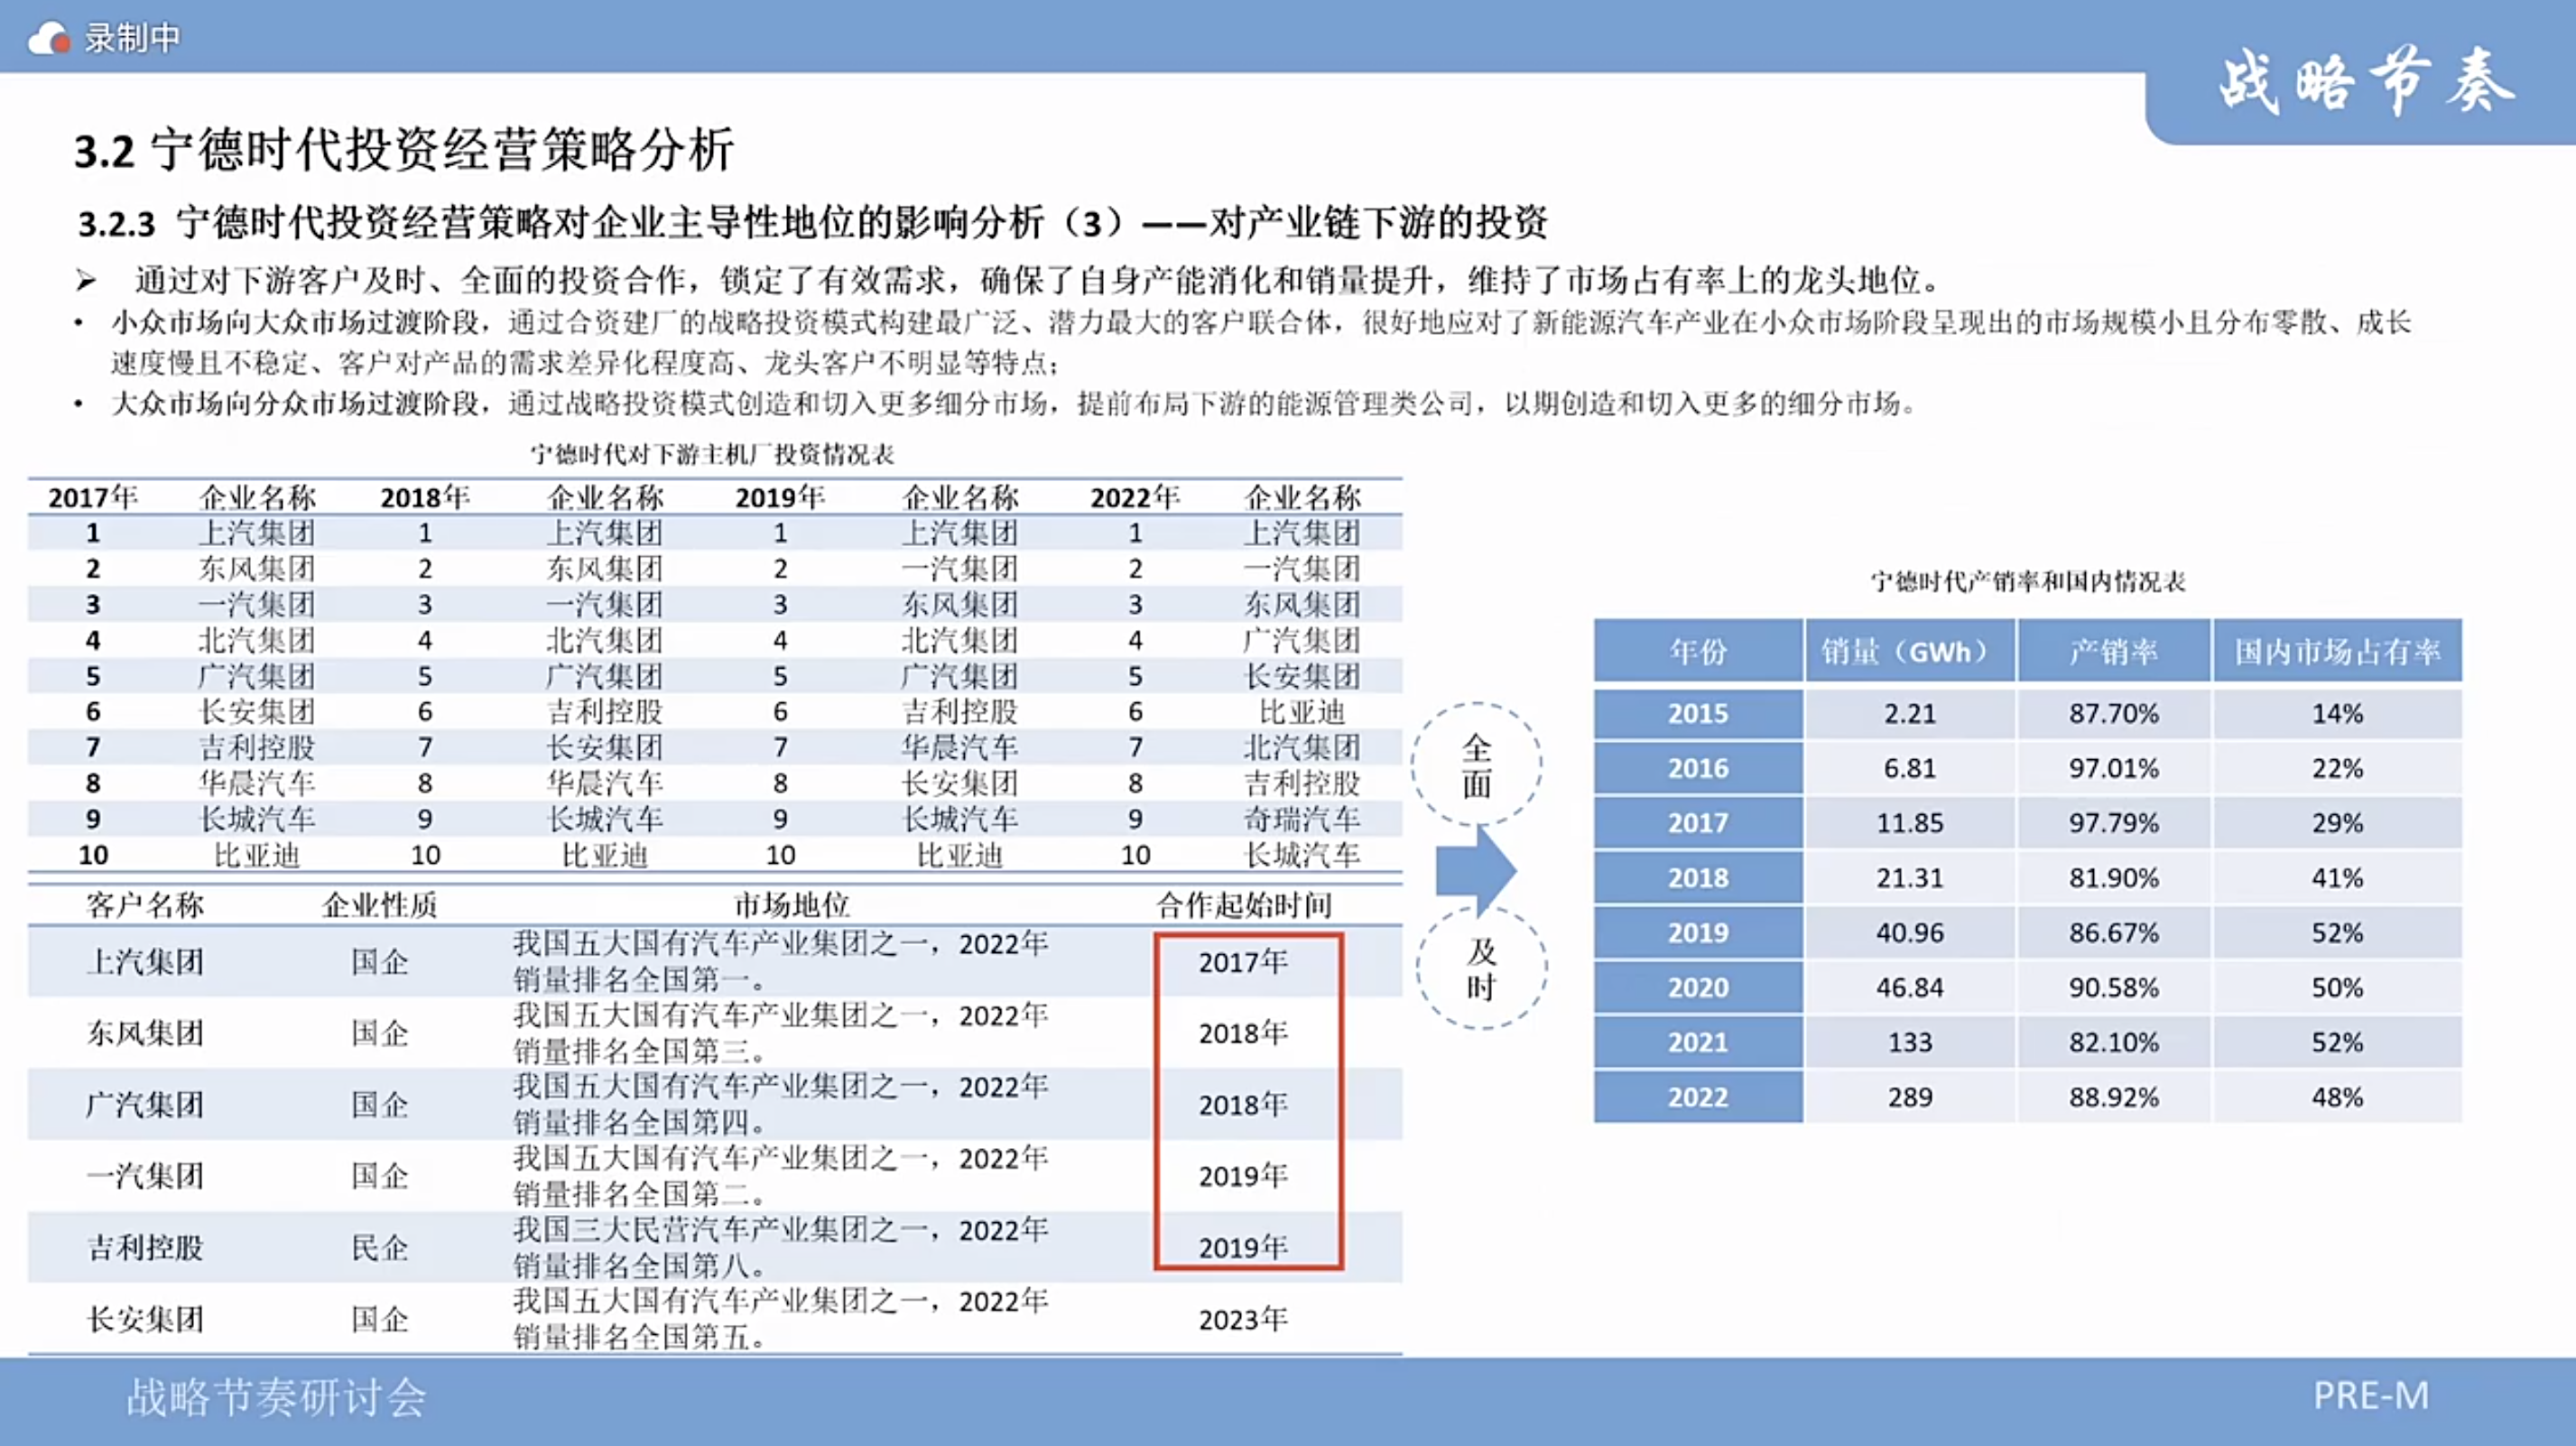 录制中
战略节奏
3.2 宁德时代投资经营策略分析
3.2.3 宁德时代投资经营策略对企业主导性地位的影响分析（3）——对产业链下游的投资
➢ 通过对下游客户及时、全面的投资合作，锁定了有效需求，确保了自身产能消化和销量提升，维持了市场占有率上的龙头地位。
• 小众市场向大众市场过渡阶段，通过合资建厂的战略投资模式构建最广泛、潜力最大的客户联合体，很好地应对了新能源汽车产业在小众市场阶段呈现出的市场规模小且分布零散、成长
速度慢且不稳定、客户对产品的需求差异化程度高、龙头客户不明显等特点；
• 大众市场向分众市场过渡阶段，通过战略投资模式创造和切入更多细分市场，提前布局下游的能源管理类公司，以期创造和切入更多的细分市场。
宁德时代对下游主机厂投资情况表
2017年 企业名称 2018年 企业名称 2019年 企业名称 2022年 企业名称
1 上汽集团 1 上汽集团 1 上汽集团 1 上汽集团
2 东风集团 2 东风集团 2 一汽集团 2 一汽集团
3 一汽集团 3 一汽集团 3 东风集团 3 东风集团
4 北汽集团 4 北汽集团 4 北汽集团 4 广汽集团
5 广汽集团 5 广汽集团 5 广汽集团 5 长安集团
6 长安集团 6 吉利控股 6 吉利控股 6 比亚迪
7 吉利控股 7 长安集团 7 华晨汽车 7 北汽集团
8 华晨汽车 8 华晨汽车 8 长安集团 8 吉利控股
9 长城汽车 9 长城汽车 9 长城汽车 9 奇瑞汽车
10 比亚迪 10 比亚迪 10 比亚迪 10 长城汽车
客户名称 企业性质 市场地位 合作起始时间
上汽集团 国企 我国五大国有汽车产业集团之一，2022年
销量排名全国第一。 2017年
东风集团 国企 我国五大国有汽车产业集团之一，2022年
销量排名全国第三。 2018年
广汽集团 国企 我国五大国有汽车产业集团之一，2022年
销量排名全国第四。 2018年
一汽集团 国企 我国五大国有汽车产业集团之一，2022年
销量排名全国第二。 2019年
吉利控股 民企 我国三大民营汽车产业集团之一，2022年
销量排名全国第八。 2019年
长安集团 国企 我国五大国有汽车产业集团之一，2022年
销量排名全国第五。 2023年
全面
及时
宁德时代产销率和国内情况表
年份 销量（GWh） 产销率 国内市场占有率
2015 2.21 87.70% 14%
2016 6.81 97.01% 22%
2017 11.85 97.79% 29%
2018 21.31 81.90% 41%
2019 40.96 86.67% 52%
2020 46.84 90.58% 50%
2021 133 82.10% 52%
2022 289 88.92% 48%
战略节奏研讨会
PRE-M